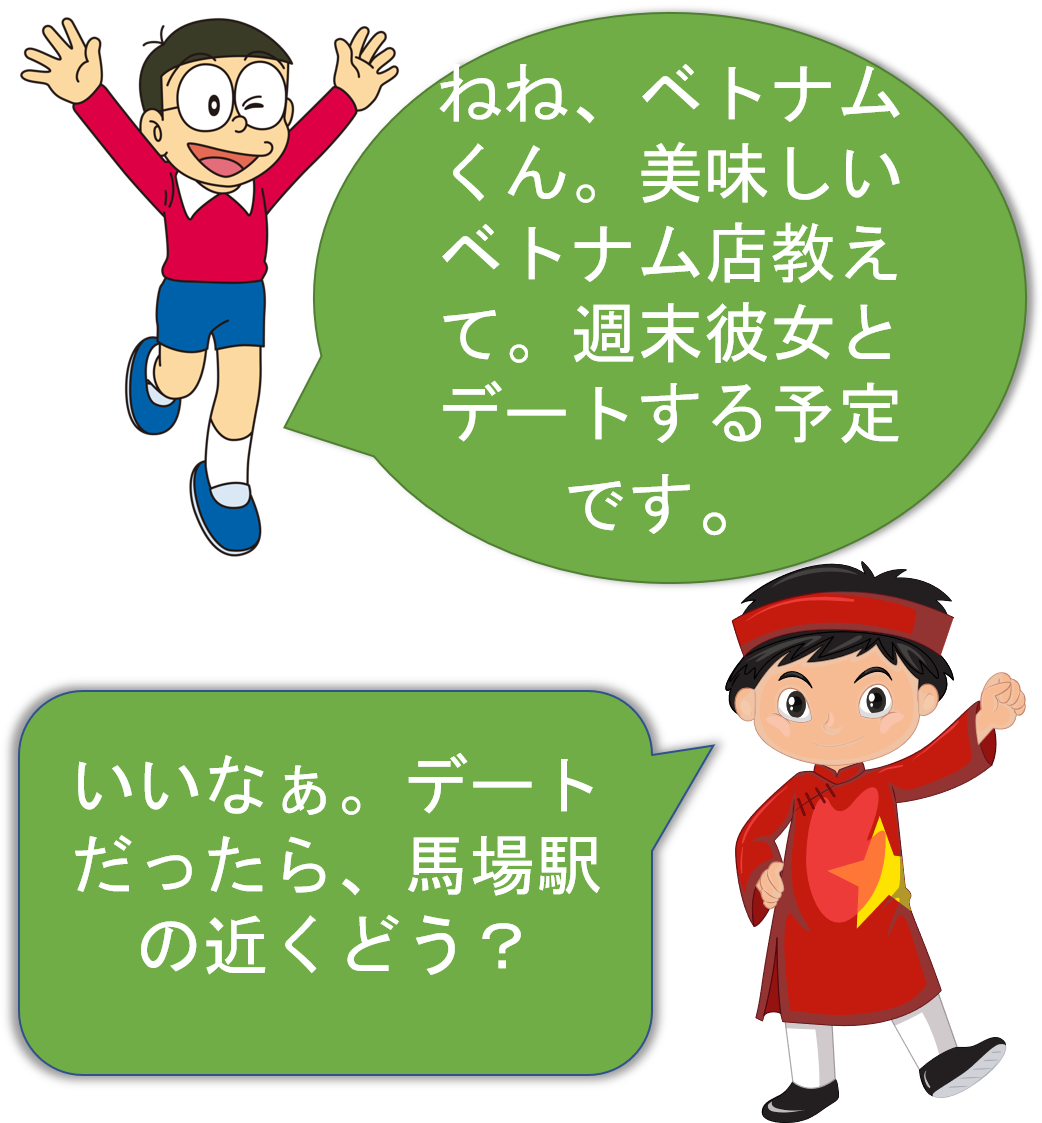 ねね、ベトナム
くん。美味しい
ベトナム店教え
て。週末彼女と
デートする予定
です。
いいなぁ。デート
だったら、馬場駅
の近くどう？